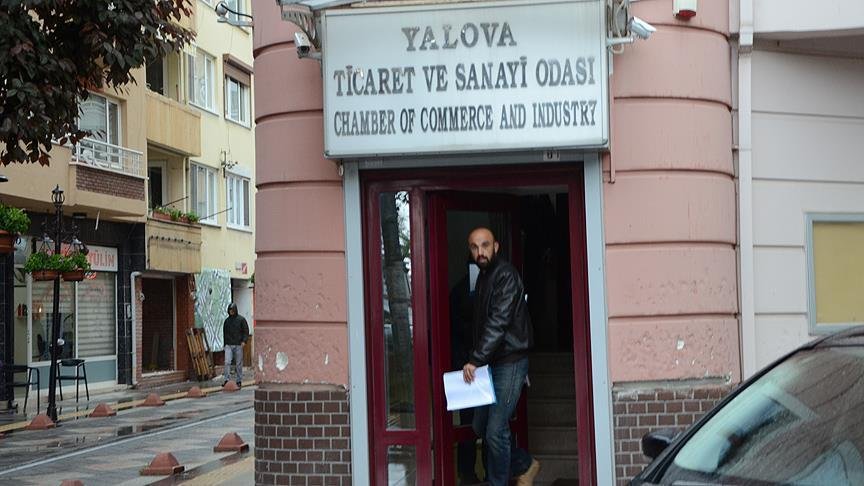 YALOVA
TİCARET VE SANAYİ ODASI
CHAMBER OF COMMERCE AND INDUSTRY